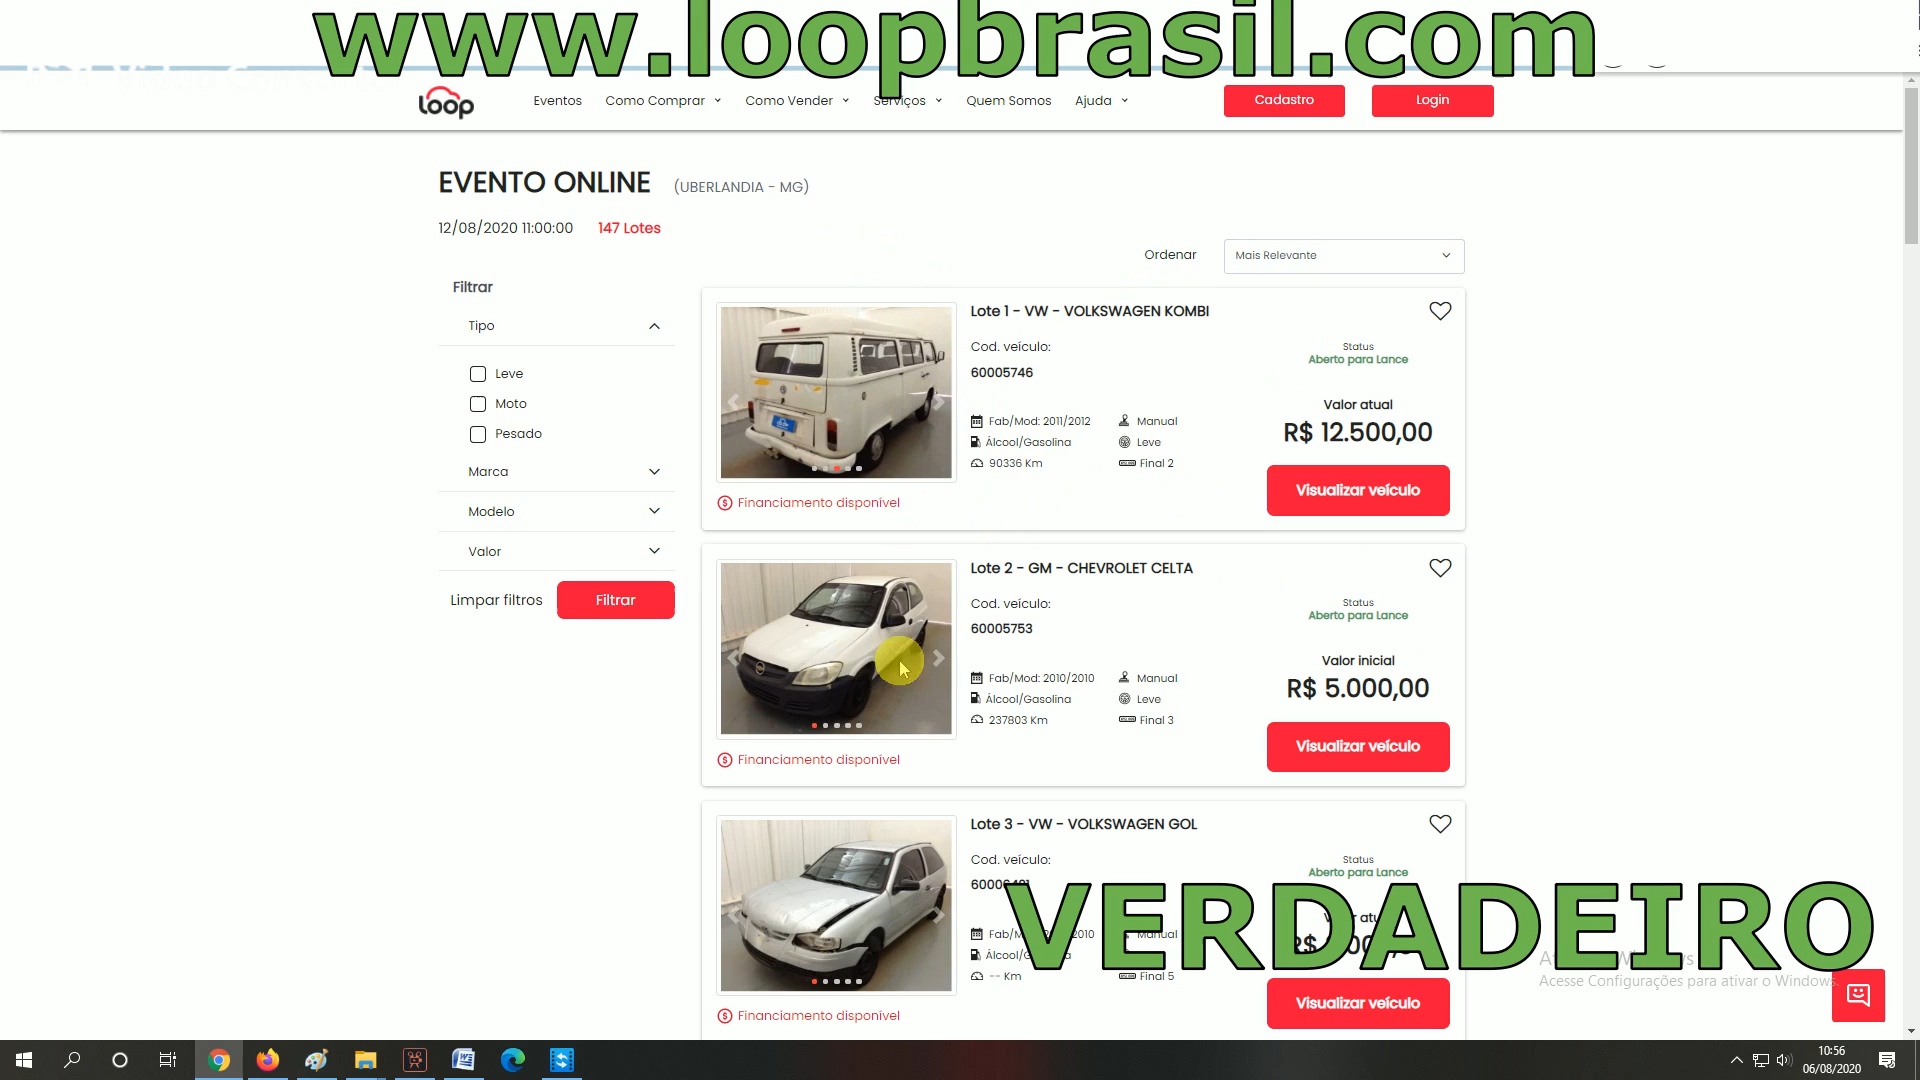 www.loopbrasil.com
loop
Eventos
Como Comprar
Como Vender
Serviços
Quem Somos
Ajuda
Cadastro
Login
EVENTO ONLINE (UBERLANDIA - MG)
12/08/2020 11:00:00 147 Lotes
Ordenar
Mais Relevante
Filtrar
Tipo
Leve
Moto
Pesado
Marca
Modelo
Valor
Limpar filtros
Filtrar
Lote 1 - VW - VOLKSWAGEN KOMBI
Cod. veículo:
60005746
Fab/Mod: 2011/2012
Manual
Álcool/Gasolina
Leve
90336 Km
Final 2
Status
Aberto para Lance
Valor atual
R$ 12.500,00
Visualizar veículo
Financiamento disponível
Lote 2 - GM - CHEVROLET CELTA
Cod. veículo:
60005753
Fab/Mod: 2010/2010
Manual
Álcool/Gasolina
Leve
237803 Km
Final 3
Status
Aberto para Lance
Valor inicial
R$ 5.000,00
Visualizar veículo
Financiamento disponível
Lote 3 - VW - VOLKSWAGEN GOL
Cod. veículo:
Manual
-- Km
Final 5
Status
Aberto para Lance
R$
Visualizar veículo
Financiamento disponível
VERDADEIRO
Acesse Configurações para ativar o Windows.
10:56
06/08/2020